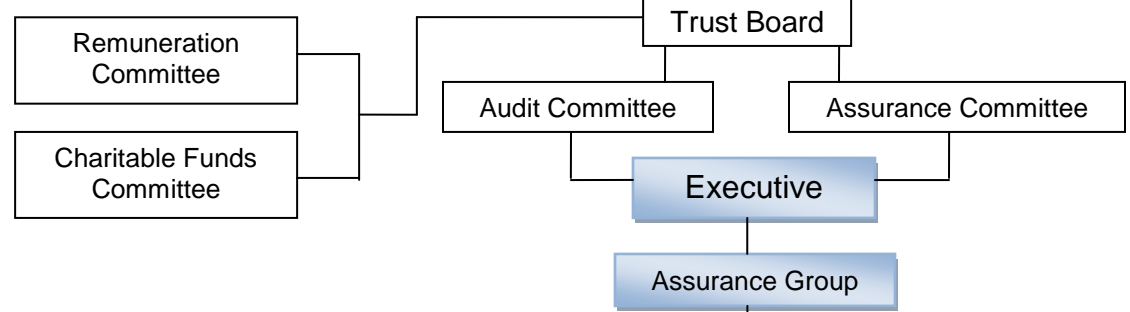 Trust Board
Remuneration
Committee
Audit Committee
Assurance Committee
Charitable Funds
Committee
Executive
Assurance Group